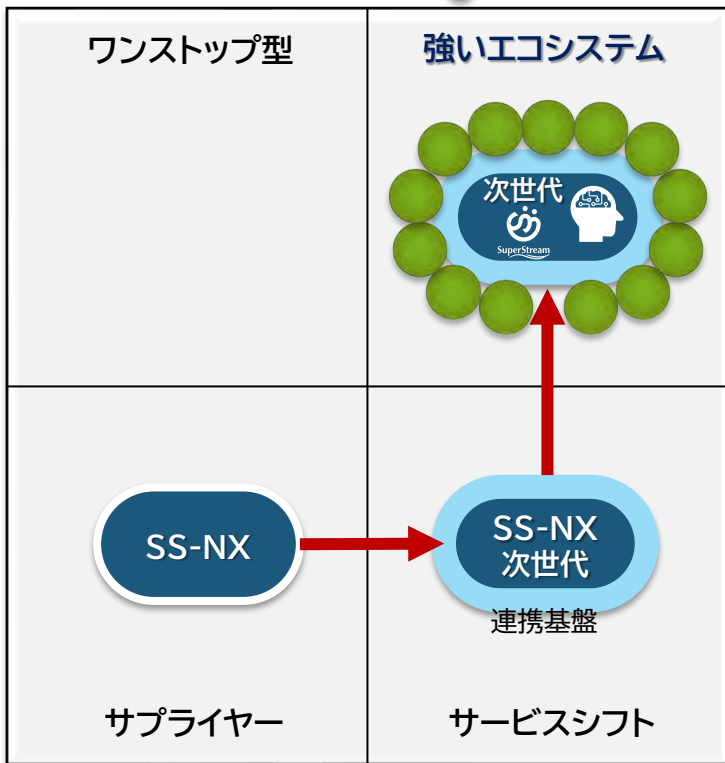 ワンストップ型
強いエコシステム
次世代
SuperStream
SS-NX
SS-NX
次世代
連携基盤
サプライヤー
サービスシフト